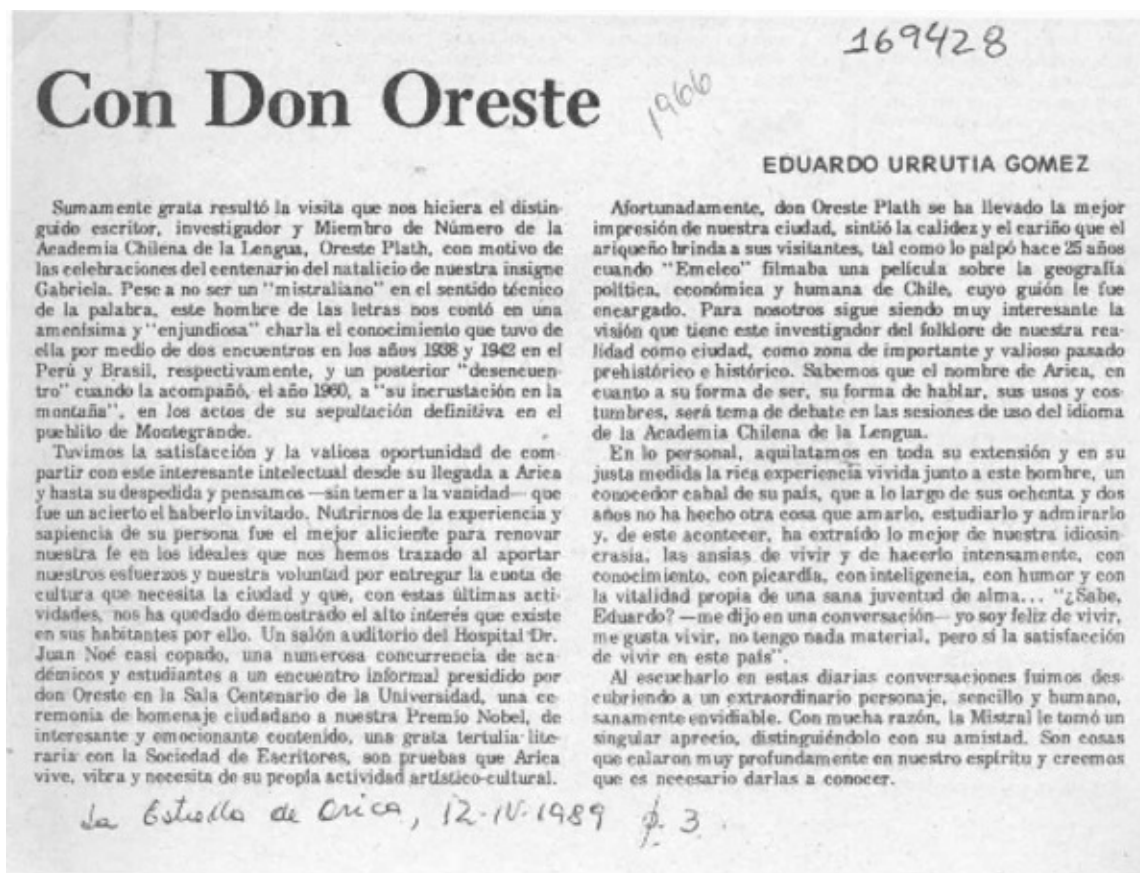 169428
Con Don Oreste
1966
EDUARDO URRUTIA GOMEZ
Sumamente grata resultó la visita que nos hiciera el distin-
guido escritor, investigador y Miembro de Número de la
Academia Chilena de la Lengua, Oreste Plath, con motivo de
las celebraciones del centenario del natalicio de nuestra insigne
Gabriela. Pese a no ser un "mistraliano" en el sentido técnico
de la palabra, este hombre de las letras nos contó en una
amenísima y "enjundiosa" charla el conocimiento que tuvo de
ella por medio de dos encuentros en los años 1938 y 1942 en el
Perú y Brasil, respectivamente, y un posterior "desencuen-
tro" cuando la acompañó, el año 1960, a "su incrustación en la
montaña", en los actos de su sepultación definitiva en el
pueblito de Montegrande.
Tuvimos la satisfacción y la valiosa oportunidad de com-
partir con este interesante intelectual desde su llegada a Arica
y hasta su despedida y pensamos —sin temer a la vanidad— que
fue un acierto el haberlo invitado. Nutrirnos de la experiencia y
sapiencia de su persona fue el mejor aliciente para renovar
nuestra fe en los ideales que nos hemos trazado al aportar
nuestros esfuerzos y nuestra voluntad por entregar la cuota de
cultura que necesita la ciudad y que, con estas últimas acti-
vidades, nos ha quedado demostrado el alto interés que existe
en sus habitantes por ello. Un salón auditorio del Hospital Dr.
Juan Noé casi copado, una numerosa concurrencia de aca-
démicos y estudiantes a un encuentro informal presidido por
don Oreste en la Sala Centenario de la Universidad, una ce-
remonia de homenaje ciudadano a nuestra Premio Nobel, de
interesante y emocionante contenido, una grata tertulia lite-
raria con la Sociedad de Escritores, son pruebas que Arica
vive, vibra y necesita de su propia actividad artístico-cultural.
Afortunadamente, don Oreste Plath se ha llevado la mejor
impresión de nuestra ciudad, sintió la calidez y el cariño que el
ariqueño brinda a sus visitantes, tal como lo palpó hace 25 años
cuando "Emelco" filmaba una película sobre la geografía
política, económica y humana de Chile, cuyo guión le fue
encargado. Para nosotros sigue siendo muy interesante la
visión que tiene este investigador del folklore de nuestra rea-
lidad como ciudad, como zona de importante y valioso pasado
prehistórico e histórico. Sabemos que el nombre de Arica, en
cuanto a su forma de ser, su forma de hablar, sus usos y cos-
tumbres, será tema de debate en las sesiones de uso del idioma
de la Academia Chilena de la Lengua.
En lo personal, aquilatamos en toda su extensión y en su
justa medida la rica experiencia vivida junto a este hombre, un
conocedor cabal de su país, que a lo largo de sus ochenta y dos
años no ha hecho otra cosa que amarlo, estudiarlo y admirarlo
y, de este acontecer, ha extraído lo mejor de nuestra idiosin-
crasia, las ansias de vivir y de hacerlo intensamente, con
conocimiento, con picardía, con inteligencia, con humor y con
la vitalidad propia de una sana juventud de alma... "¿Sabe,
Eduardo? —me dijo en una conversación— yo soy feliz de vivir,
me gusta vivir, no tengo nada material, pero sí la satisfacción
de vivir en este país".
Al escucharlo en estas diarias conversaciones fuimos des-
cubriendo a un extraordinario personaje, sencillo y humano,
sanamente envidiable. Con mucha razón, la Mistral le tomó un
singular aprecio, distinguiéndolo con su amistad. Son cosas
que calaron muy profundamente en nuestro espíritu y creemos
que es necesario darlas a conocer.
La Estrella de Arica, 12-IV-1989 p. 3